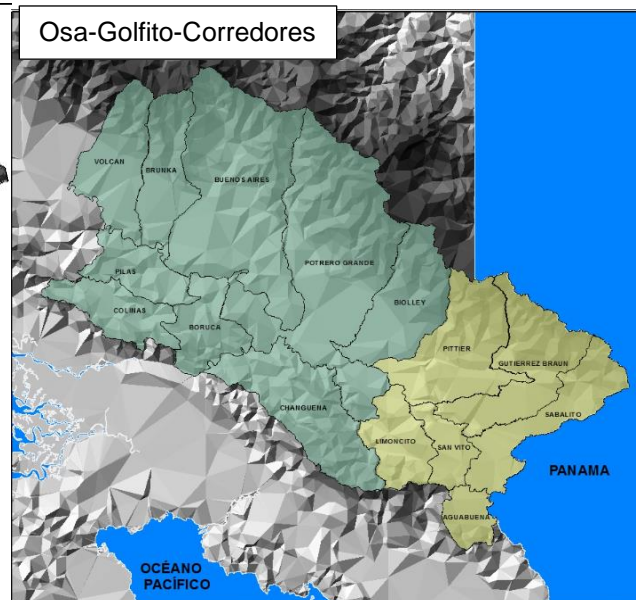 Osa-Golfito-Corredores
VOLCAN
BRUNKA
BUENOS AIRES
POTRERO GRANDE
PILAS
BIOLLEY
COLINAS
BORUCA
PITTIER
GUTIERREZ BRAUN
CHANGUENA
SABALITO
LIMONCITO
SAN VITO
PANAMA
AGUABUENA
OCÉANO
PACÍFICO